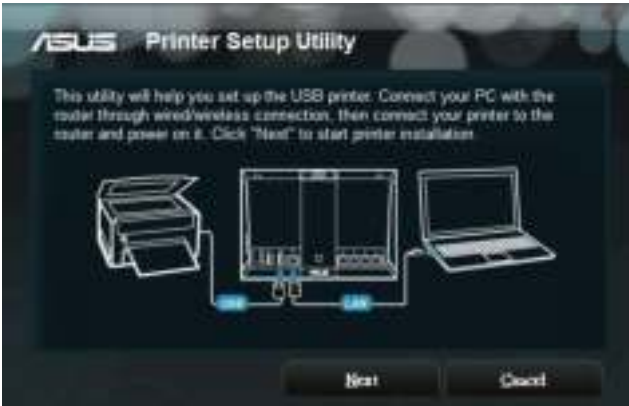 ASUS Printer Setup Utility
This utility will help you set up the USB printer. Connect your PC with the
router through wired/wireless connection, then connect your printer to the
router and power on it. Click "Next" to start printer installation.
USB LAN
Next Cancel